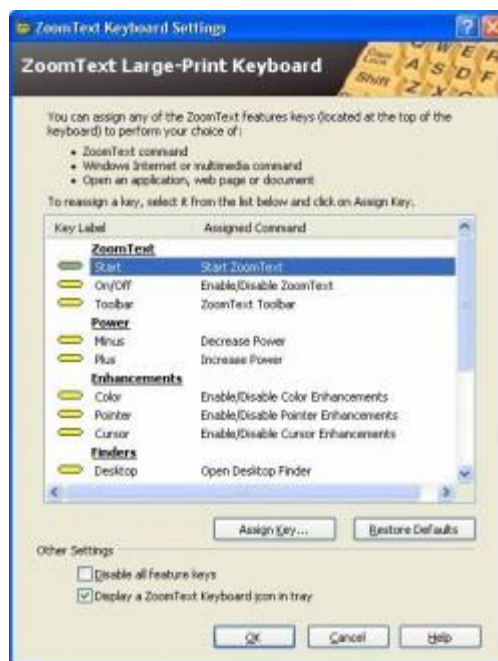 ZoomText Keyboard Settings
ZoomText Large-Print Keyboard
Caps Lock
A S D F
Shift
You can assign any of the ZoomText features keys (located at the top of the
keyboard) to perform your choice of:
• ZoomText command
• Windows Internet or multimedia command
• Open an application, web page or document
To reassign a key, select it from the list below and click on Assign Key.
Key Label Assigned Command
ZoomText
Start Start ZoomText
On/Off Enable/Disable ZoomText
Toolbar ZoomText Toolbar
Power
Minus Decrease Power
Plus Increase Power
Enhancements
Color Enable/Disable Color Enhancements
Pointer Enable/Disable Pointer Enhancements
Cursor Enable/Disable Cursor Enhancements
Finders
Desktop Open Desktop Finder
Assign Key... Restore Defaults
Other Settings
Disable all feature keys
Display a ZoomText Keyboard icon in tray
OK Cancel Help